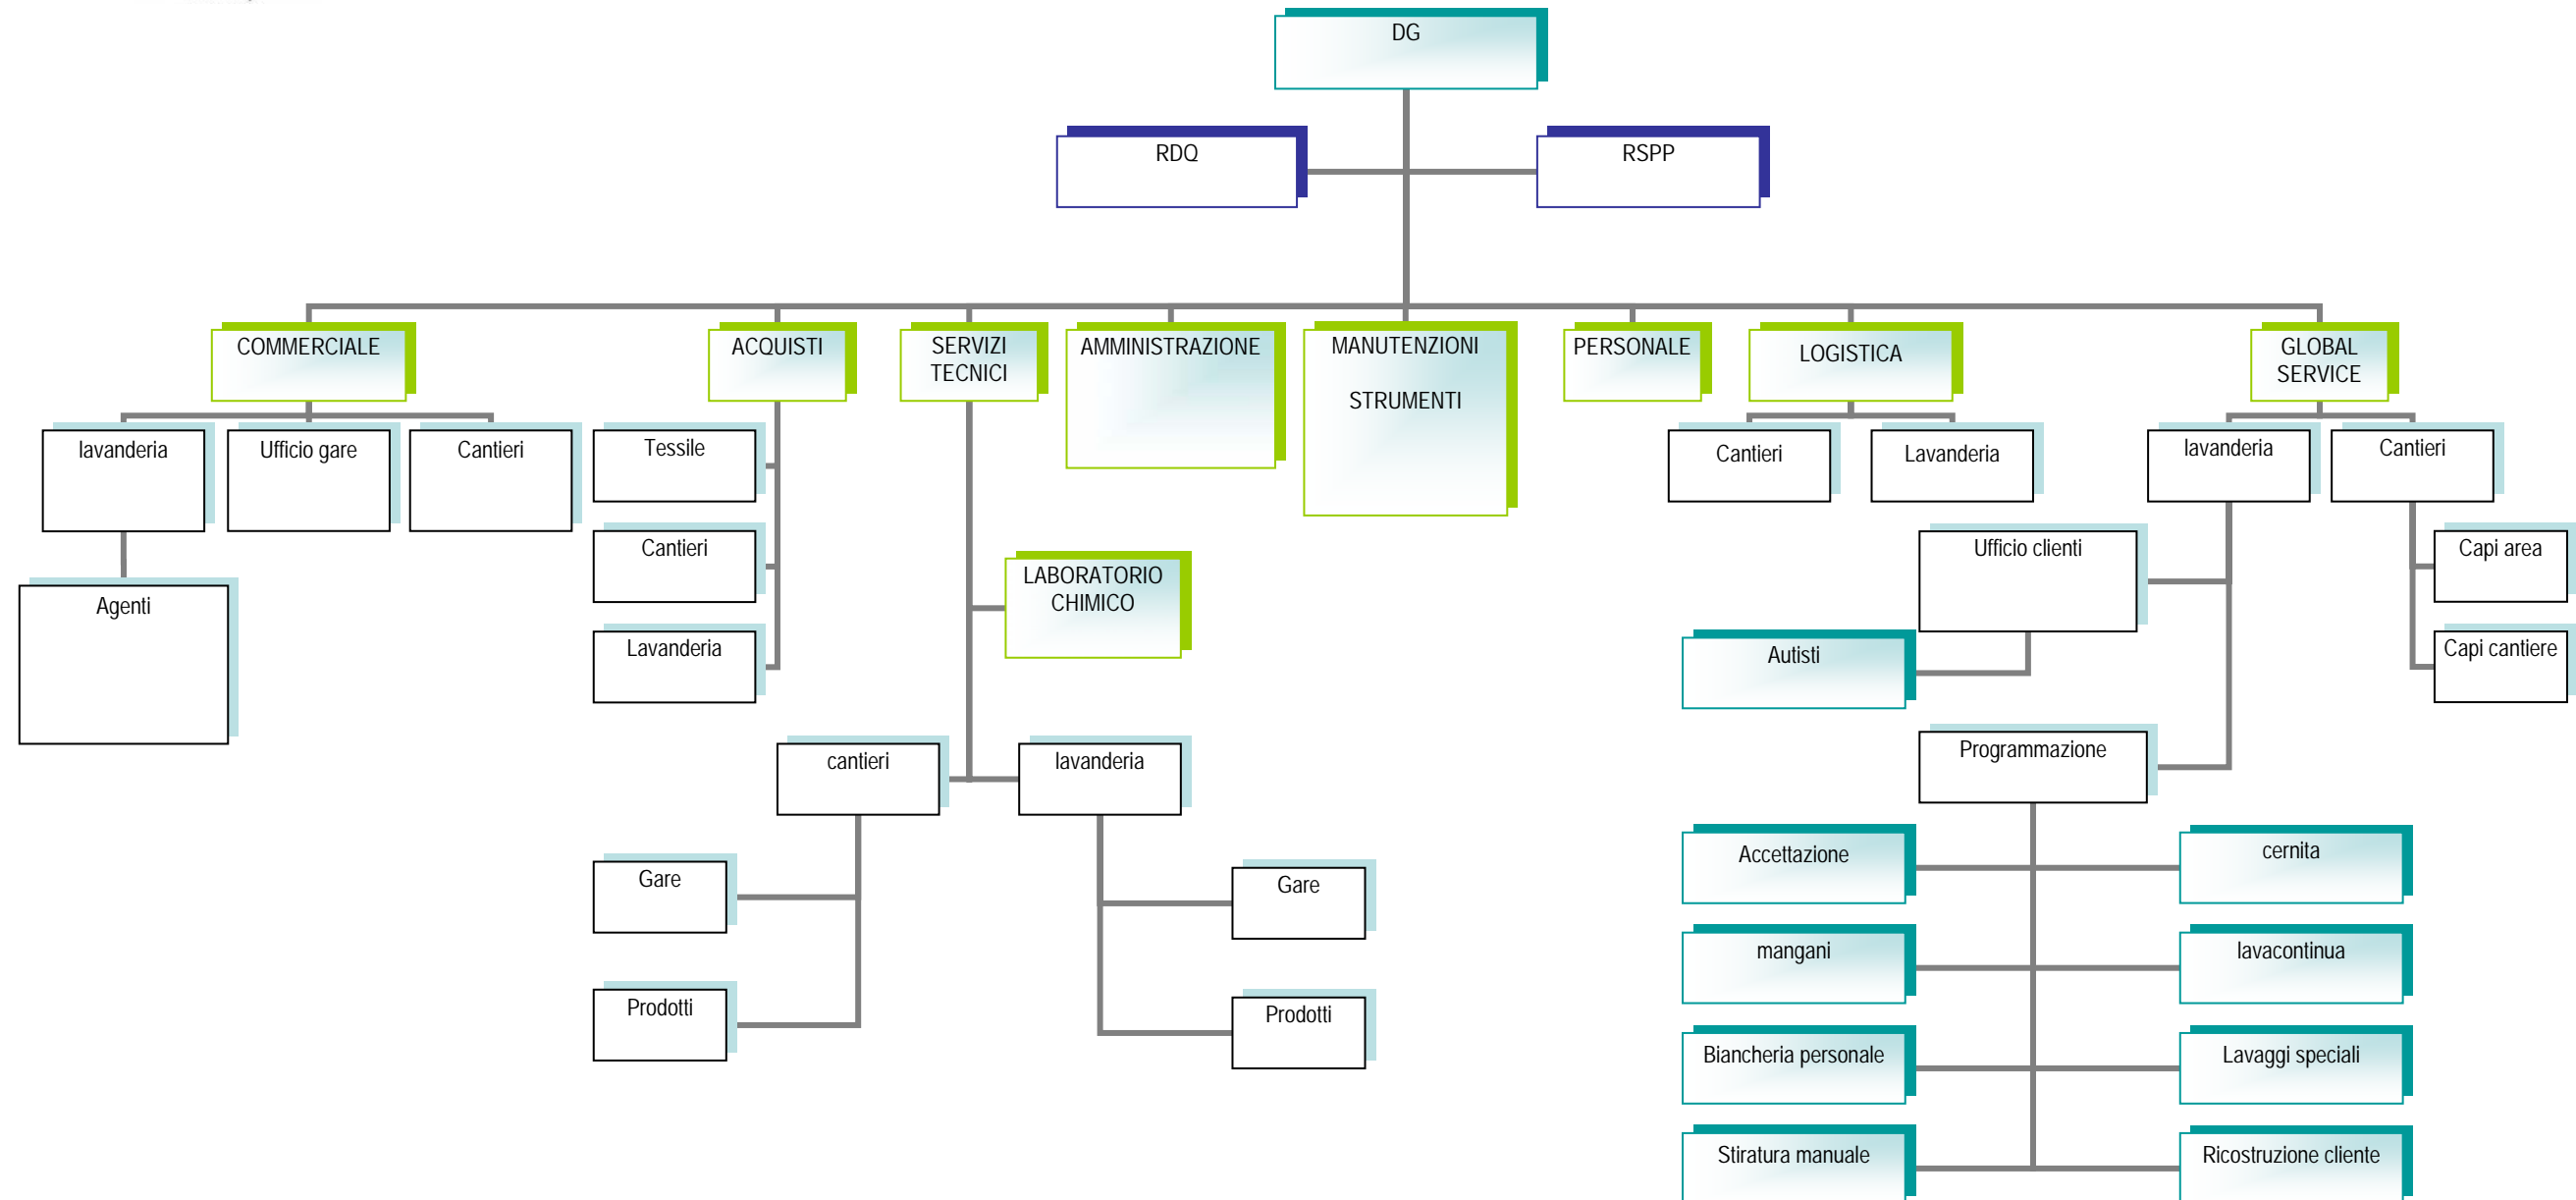 DG
RDQ
RSPP
COMMERCIALE
ACQUISTI
SERVIZI
TECNICI
AMMINISTRAZIONE
MANUTENZIONI
STRUMENTI
PERSONALE
LOGISTICA
GLOBAL
SERVICE
lavanderia
Ufficio gare
Cantieri
Tessile
Cantieri
Lavanderia
lavanderia
Cantieri
Agenti
Cantieri
Lavanderia
LABORATORIO
CHIMICO
Ufficio clienti
Capi area
Autisti
Capi cantiere
cantieri
lavanderia
Programmazione
Gare
Gare
Prodotti
Prodotti
Accettazione
cernita
mangani
lavacontinua
Biancheria personale
Lavaggi speciali
Stiratura manuale
Ricostruzione cliente